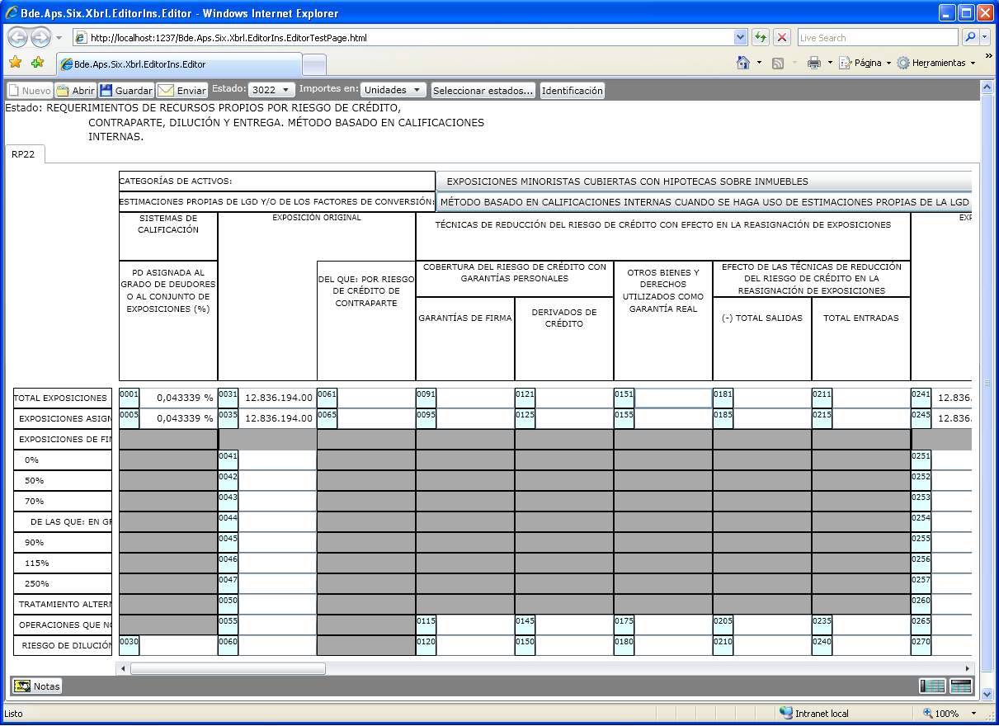 Bde.Aps.Six.Xbrl.EditorIns.Editor - Windows Internet Explorer
http://localhost:1237/Bde.Aps.Six.Xbrl.EditorIns.EditorTestPage.html
Live Search
Bde.Aps.Six.Xbrl.EditorIns.Editor
Página
Herramientas
»
Nuevo Abrir Guardar Enviar Estado: 3022 Importes en: Unidades Seleccionar estados... Identificación
Estado: REQUERIMIENTOS DE RECURSOS PROPIOS POR RIESGO DE CRÉDITO,
CONTRAPARTE, DILUCIÓN Y ENTREGA. MÉTODO BASADO EN CALIFICACIONES
INTERNAS.
RP22
CATEGORÍAS DE ACTIVOS: EXPOSICIONES MINORISTAS CUBIERTAS CON HIPOTECAS SOBRE INMUEBLES
ESTIMACIONES PROPIAS DE LGD Y/O DE LOS FACTORES DE CONVERSIÓN: MÉTODO BASADO EN CALIFICACIONES INTERNAS CUANDO SE HAGA USO DE ESTIMACIONES PROPIAS DE LA LGD
SISTEMAS DE
CALIFICACIÓN
EXPOSICIÓN ORIGINAL
TÉCNICAS DE REDUCCIÓN DEL RIESGO DE CRÉDITO CON EFECTO EN LA REASIGNACIÓN DE EXPOSICIONES
EXP
PD ASIGNADA AL
GRADO DE DEUDORES
O AL CONJUNTO DE
EXPOSICIONES (%)
DEL QUE: POR RIESGO
DE CRÉDITO DE
CONTRAPARTE
COBERTURA DEL RIESGO DE CRÉDITO CON
GARANTÍAS PERSONALES
GARANTÍAS DE FIRMA
DERIVADOS DE
CRÉDITO
OTROS BIENES Y
DERECHOS
UTILIZADOS COMO
GARANTÍA REAL
EFECTO DE LAS TÉCNICAS DE REDUCCIÓN
DEL RIESGO DE CRÉDITO EN LA
REASIGNACIÓN DE EXPOSICIONES
(-) TOTAL SALIDAS
TOTAL ENTRADAS
TOTAL EXPOSICIONES 0001 0,043339 % 0031 12.836.194.00 0061 0091 0121 0151 0181 0211 0241 12.836.
EXPOSICIONES ASIGN 0005 0,043339 % 0035 12.836.194.00 0065 0095 0125 0155 0185 0215 0245 12.836.
EXPOSICIONES DE FIN
0% 0041 0251
50% 0042 0252
70% 0043 0253
DE LAS QUE: EN GR 0044 0254
90% 0045 0255
115% 0046 0256
250% 0047 0257
TRATAMIENTO ALTERN 0050 0260
OPERACIONES QUE NO 0055 0115 0145 0175 0205 0235 0265
RIESGO DE DILUCIÓN 0030 0060 0120 0150 0180 0210 0240 0270
Notas
Listo
Intranet local
100%